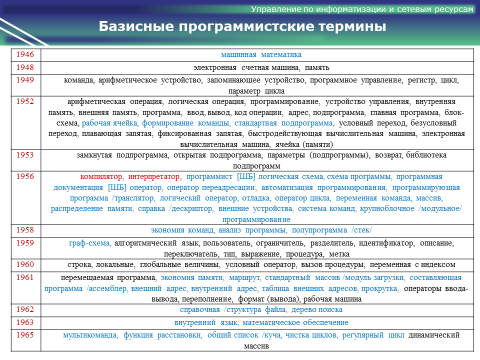 Управление по информатизации и сетевым ресурсам
Базисные программистские термины
1946 машинная математика
1948 электронная счетная машина, память
1949 команда, арифметическое устройство, запоминающее устройство, программное управление, регистр, цикл,
параметр цикла
1952 арифметическая операция, логическая операция, программирование, устройство управления, внутренняя
память, внешняя память, программа, ввод, вывод, код операции, адрес, подпрограмма, главная программа, блок-
схема, рабочая ячейка, формирование команды, стандартная подпрограмма, условный переход, безусловный
переход, плавающая запятая, фиксированная запятая, быстродействующая вычислительная машина, электронная
вычислительная машина, ячейка (памяти)
1953 замкнутая подпрограмма, открытая подпрограмма, параметры (подпрограммы), возврат, библиотека
подпрограмм
1956 компилятор, интерпретатор, программист [ШБ] логическая схема, схема программы, программная
документация [ШБ] оператор, оператор переадресации, автоматизация программирования, программирующая
программа /транслятор, логический оператор, отладка, оператор цикла, переменная команда, массив,
распределение памяти, справка /дескриптор, внешние устройства, система команд, крупноблочное /модульное/
программирование
1958 экономия команд, анализ программы, полупрограмма /стек/
1959 граф-схема, алгоритмический язык, пользователь, ограничитель, разделитель, идентификатор, описание,
переключатель, тип, выражение, процедура, метка
1960 строка, локальные, глобальные величины, условный оператор, вызов процедуры, переменная с индексом
1961 перемещаемая программа, экономия памяти, маршрут, стандартный массив /модуль загрузки, составляющая
программа /ассемблер, внешний адрес, внутренний адрес, таблица внешних адресов, прокрутка, операторы ввода-
вывода, переполнение, формат (вывода), рабочая машина
1962 справочная /структура файла, дерево поиска
1963 внутренний язык, математическое обеспечение
1965 мультикоманда, функция расстановки, общий список /куча, чистка циклов, регулярный цикл динамический
массив